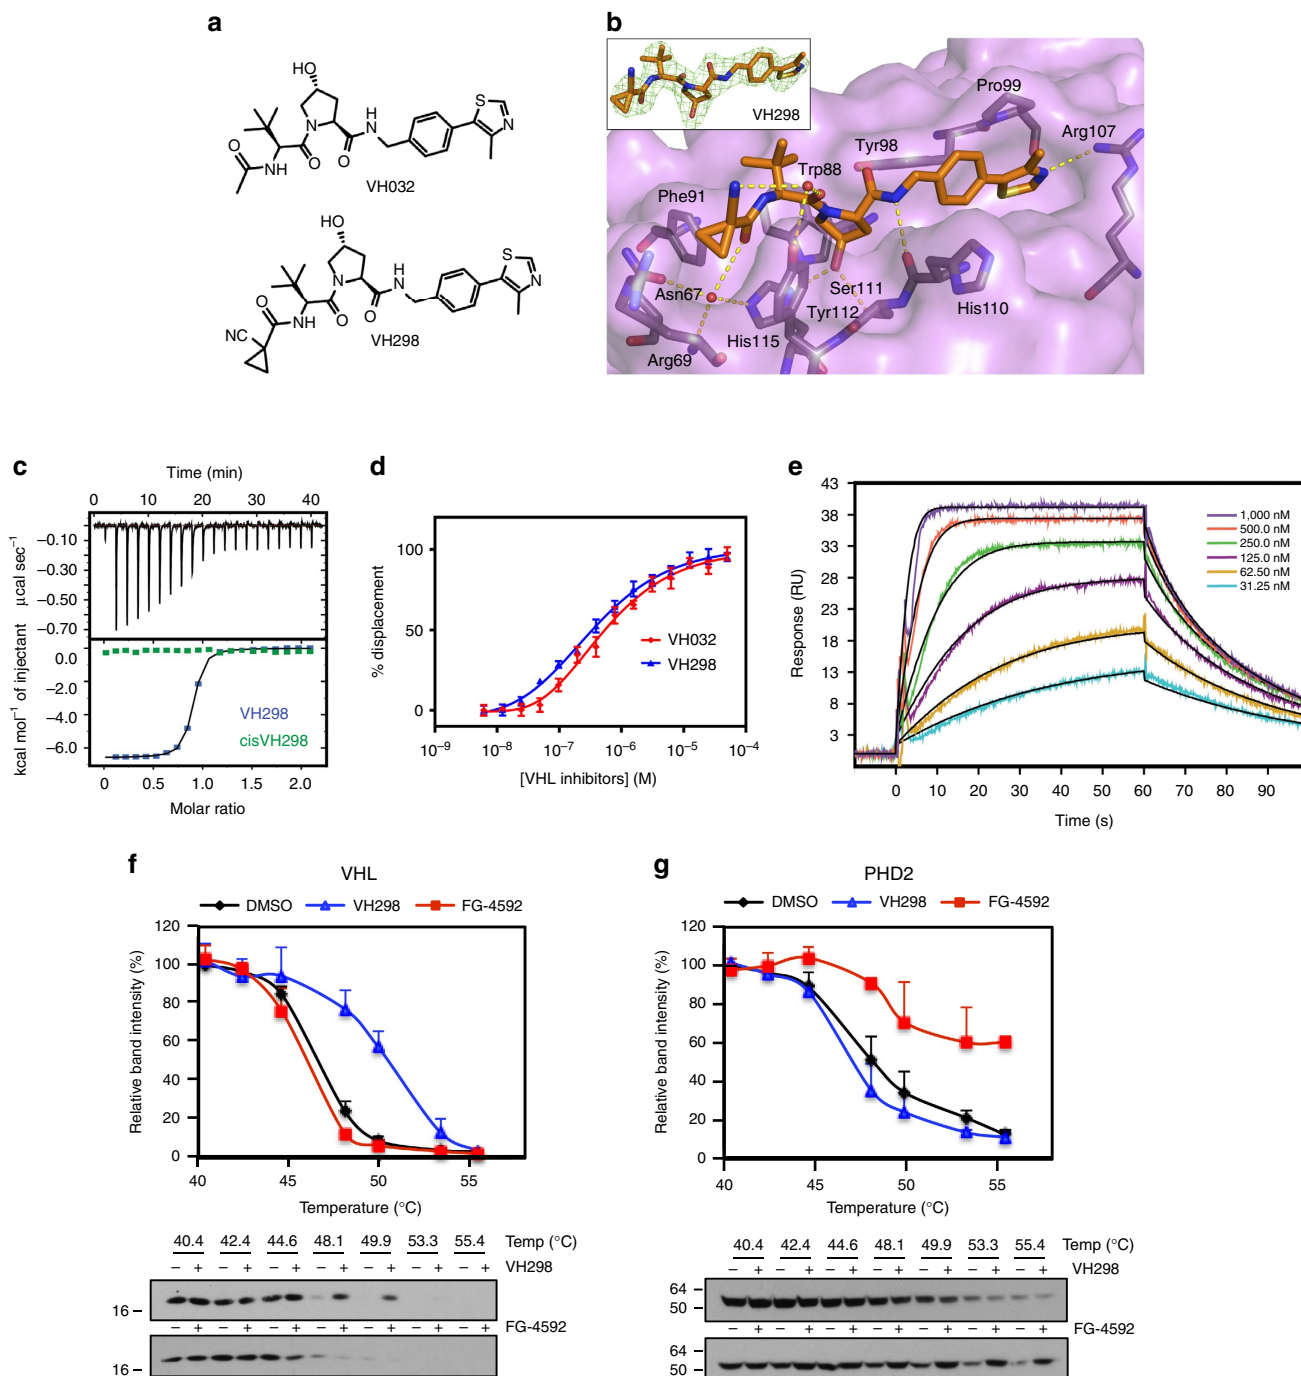 a
HO
S
N
N
H
N
O
O
O
NH
VH032
HO
S
N
N
H
N
O
O
O
NH
NC
VH298
b
VH298
Pro99
Arg107
Tyr98
Trp88
Phe91
Asn67
Ser111
Tyr112
His110
His115
Arg69
c
Time (min)
0 10 20 30 40
µcal sec−1
−0.10
−0.30
−0.50
−0.70
kcal mol−1 of injectant
0.0
−2.0
−4.0
−6.0
VH298
cisVH298
0 0.5 1.0 1.5 2.0
Molar ratio
d
% displacement
100
50
0
VH032
VH298
10−9 10−8 10−7 10−6 10−5 10−4
[VHL inhibitors] (M)
e
Response (RU)
43
38
33
28
23
18
13
8
3
1,000 nM
500.0 nM
250.0 nM
125.0 nM
62.50 nM
31.25 nM
0 10 20 30 40 50 60 70 80 90
Time (s)
f
VHL
DMSO VH298 FG-4592
Relative band intensity (%)
120
100
80
60
40
20
0
40 45 50 55
Temperature (°C)
40.4 42.4 44.6 48.1 49.9 53.3 55.4 Temp (°C)
− + − + − + − + − + − + − + VH298
16
− + − + − + − + − + − + − + FG-4592
16
g
PHD2
DMSO VH298 FG-4592
Relative band intensity (%)
120
100
80
60
40
20
0
40 45 50 55
Temperature (°C)
40.4 42.4 44.6 48.1 49.9 53.3 55.4 Temp (°C)
− + − + − + − + − + − + − + VH298
64
50
− + − + − + − + − + − + − + FG-4592
64
50